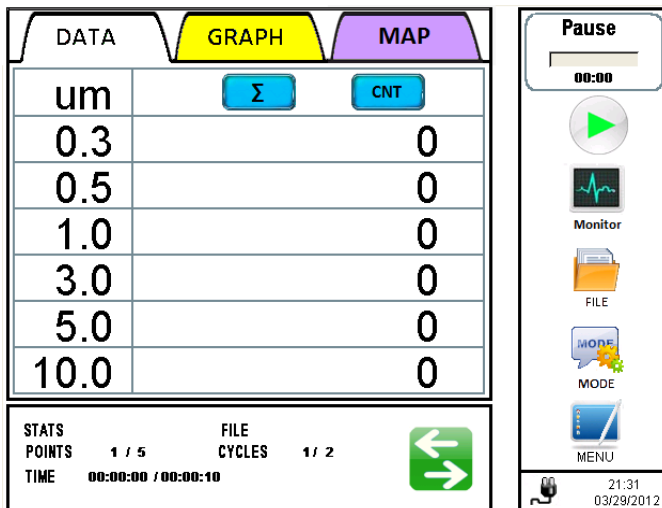 DATA GRAPH MAP
um Σ CNT
0.3 0
0.5 0
1.0 0
3.0 0
5.0 0
10.0 0
STATS FILE
POINTS 1 / 5 CYCLES 1 / 2
TIME 00:00:00 / 00:00:10
Pause
00:00
Monitor
FILE
MODE
MODE
MENU
21:31
03/29/2012